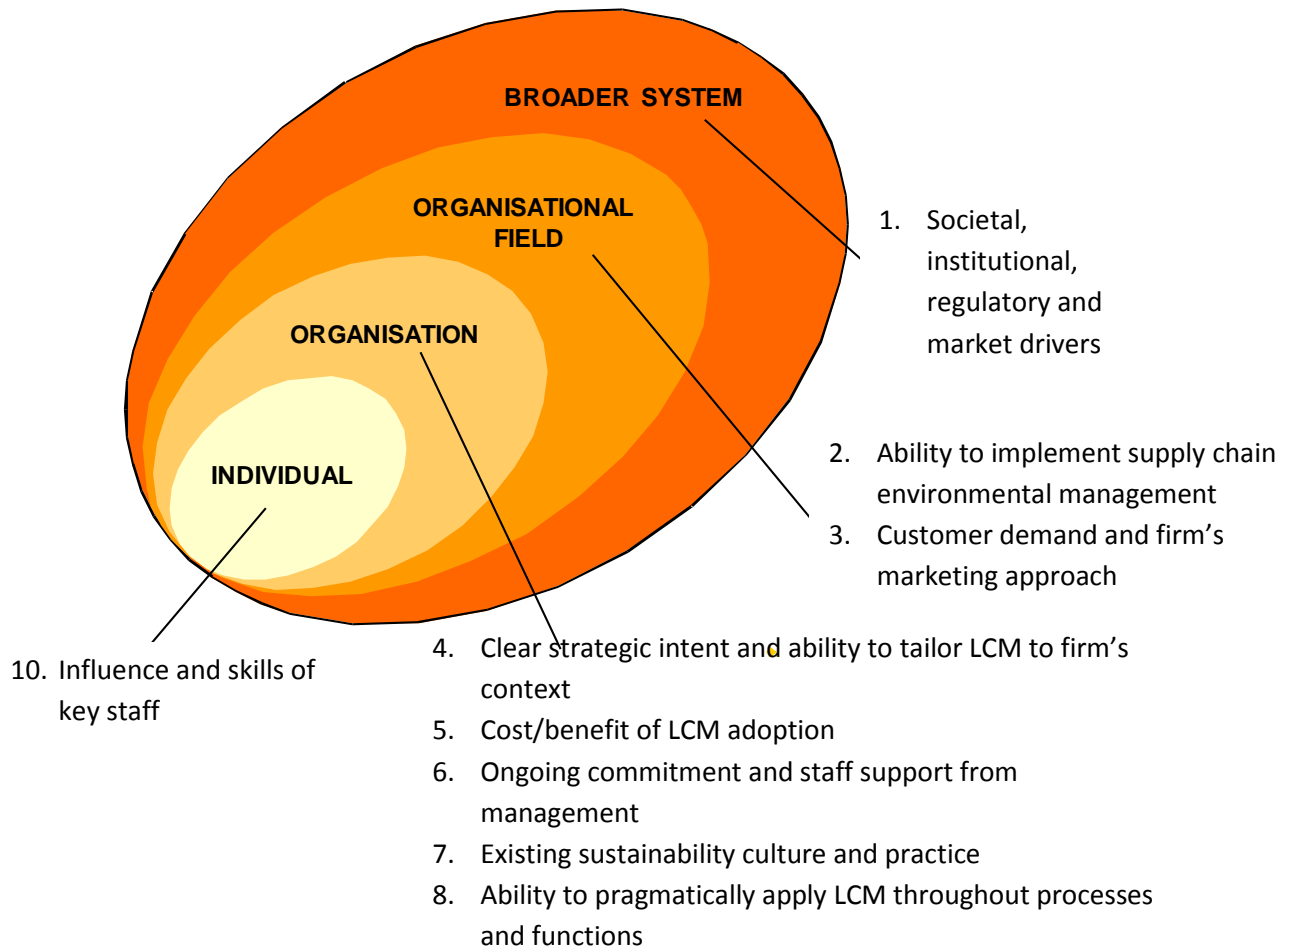 BROADER SYSTEM
ORGANISATIONAL
FIELD
ORGANISATION
INDIVIDUAL
1. Societal,
institutional,
regulatory and
market drivers
2. Ability to implement supply chain
environmental management
3. Customer demand and firm’s
marketing approach
4. Clear strategic intent and ability to tailor LCM to firm’s
context
5. Cost/benefit of LCM adoption
6. Ongoing commitment and staff support from
management
7. Existing sustainability culture and practice
8. Ability to pragmatically apply LCM throughout processes
and functions
10. Influence and skills of
key staff